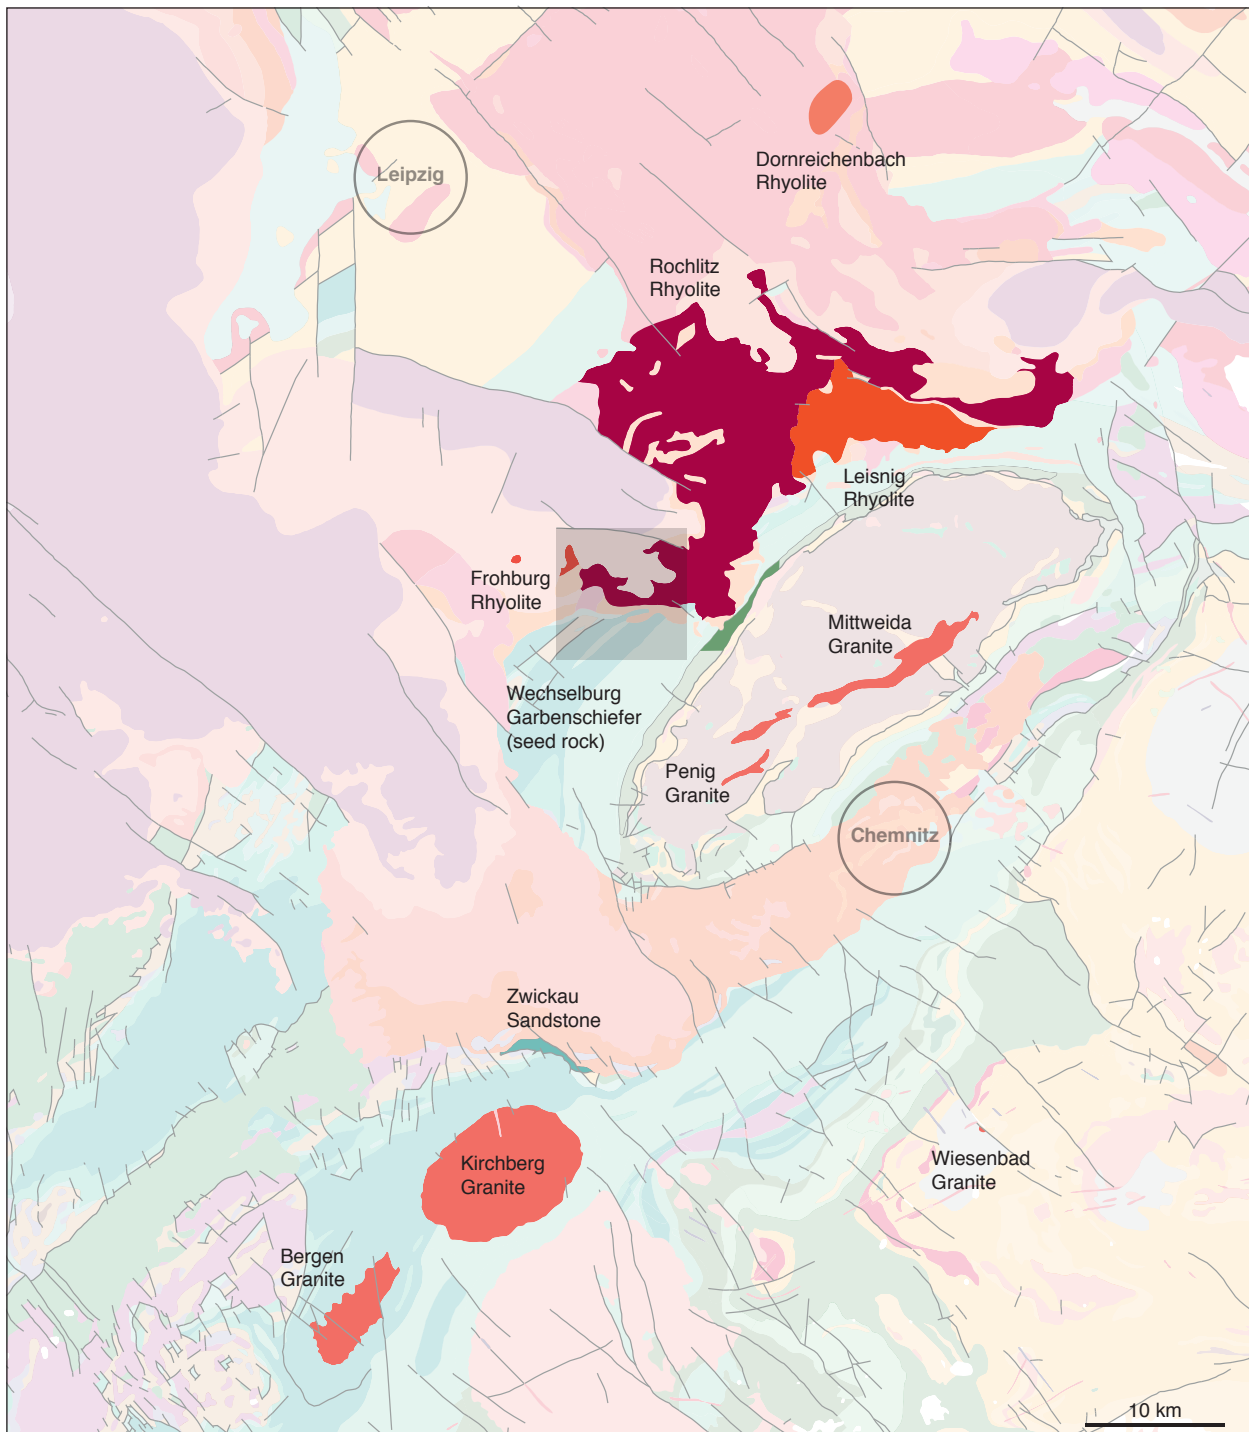 Dornreichenbach
Rhyolite
Leipzig
Rochlitz
Rhyolite
Leisnig
Rhyolite
Frohburg
Rhyolite
Mittweida
Granite
Wechselburg
Garbenschiefer
(seed rock)
Penig
Granite
Chemnitz
Zwickau
Sandstone
Kirchberg
Granite
Wiesenbad
Granite
Bergen
Granite
10 km